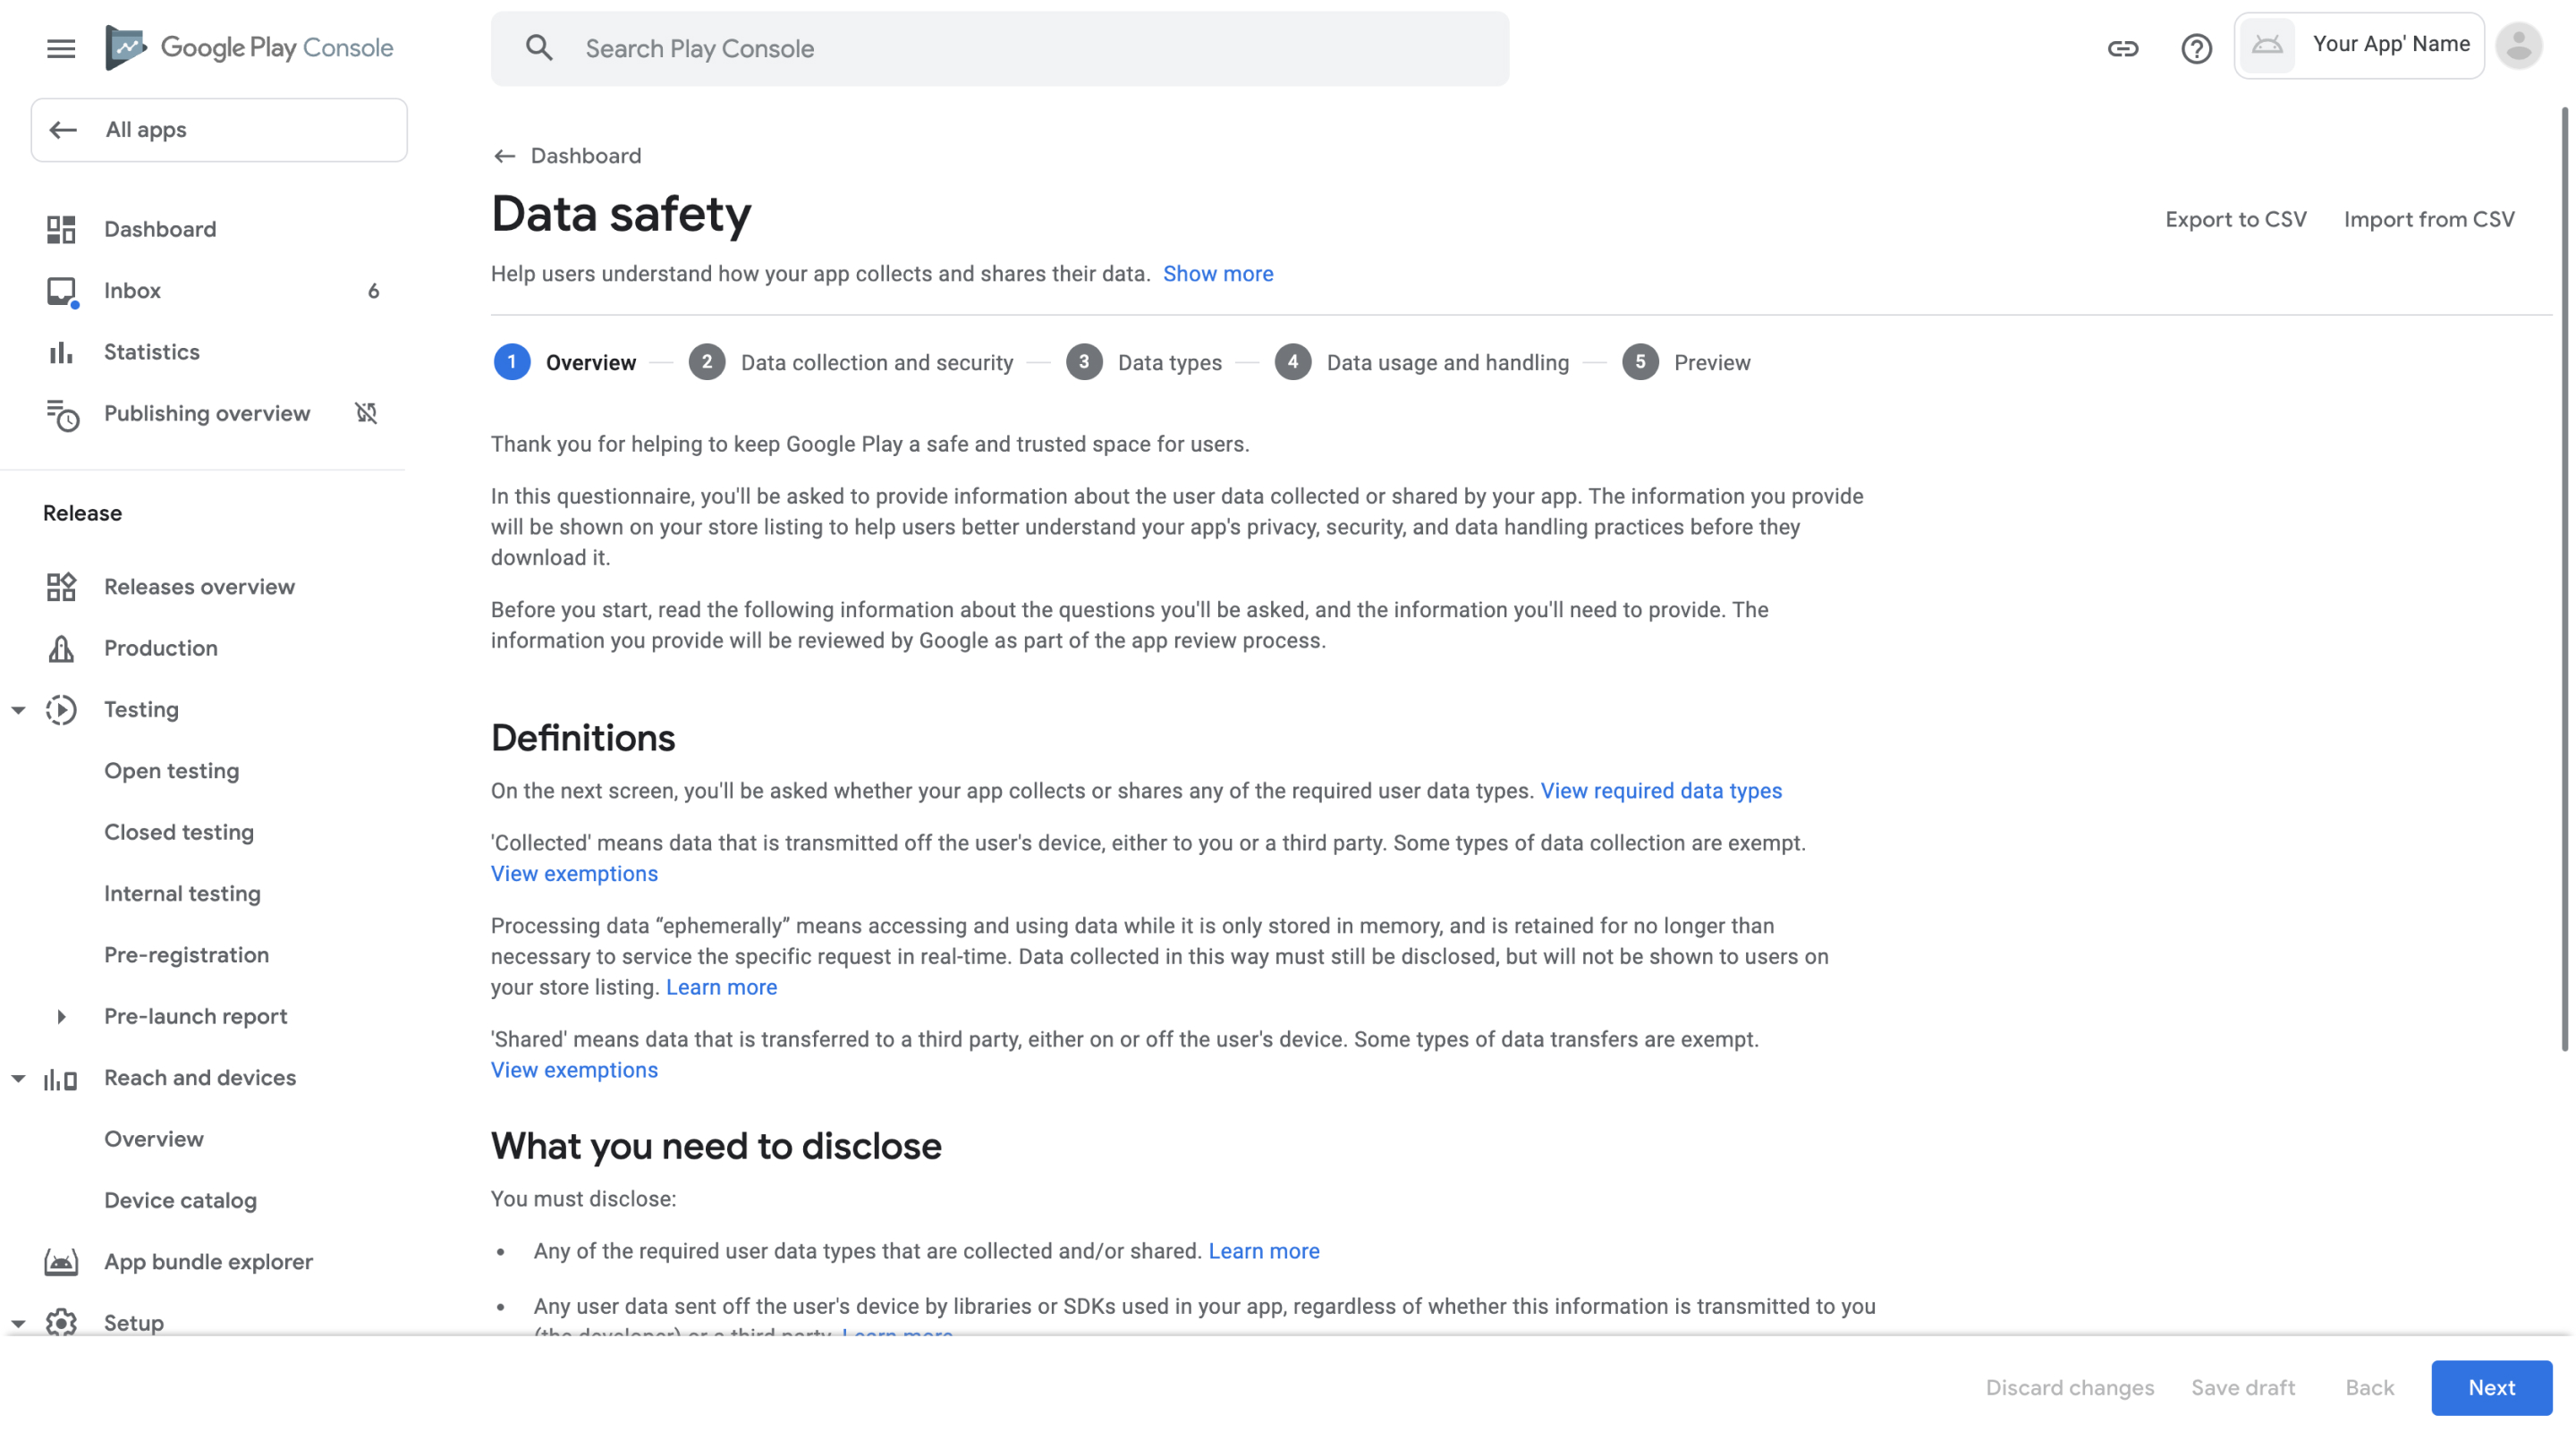 Google Play Console
Search Play Console
Your App' Name
All apps
Dashboard
Inbox 6
Statistics
Publishing overview
Release
Releases overview
Production
Testing
Open testing
Closed testing
Internal testing
Pre-registration
Pre-launch report
Reach and devices
Overview
Device catalog
App bundle explorer
Setup
Dashboard
Data safety
Export to CSV Import from CSV
Help users understand how your app collects and shares their data. Show more
1 Overview 2 Data collection and security 3 Data types 4 Data usage and handling 5 Preview
Thank you for helping to keep Google Play a safe and trusted space for users.
In this questionnaire, you'll be asked to provide information about the user data collected or shared by your app. The information you provide
will be shown on your store listing to help users better understand your app's privacy, security, and data handling practices before they
download it.
Before you start, read the following information about the questions you'll be asked, and the information you'll need to provide. The
information you provide will be reviewed by Google as part of the app review process.
Definitions
On the next screen, you'll be asked whether your app collects or shares any of the required user data types. View required data types
'Collected' means data that is transmitted off the user's device, either to you or a third party. Some types of data collection are exempt.
View exemptions
Processing data “ephemerally” means accessing and using data while it is only stored in memory, and is retained for no longer than
necessary to service the specific request in real-time. Data collected in this way must still be disclosed, but will not be shown to users on
your store listing. Learn more
'Shared' means data that is transferred to a third party, either on or off the user's device. Some types of data transfers are exempt.
View exemptions
What you need to disclose
You must disclose:
• Any of the required user data types that are collected and/or shared. Learn more
• Any user data sent off the user's device by libraries or SDKs used in your app, regardless of whether this information is transmitted to you
(the developer) or a third party. Learn more
Discard changes Save draft Back Next